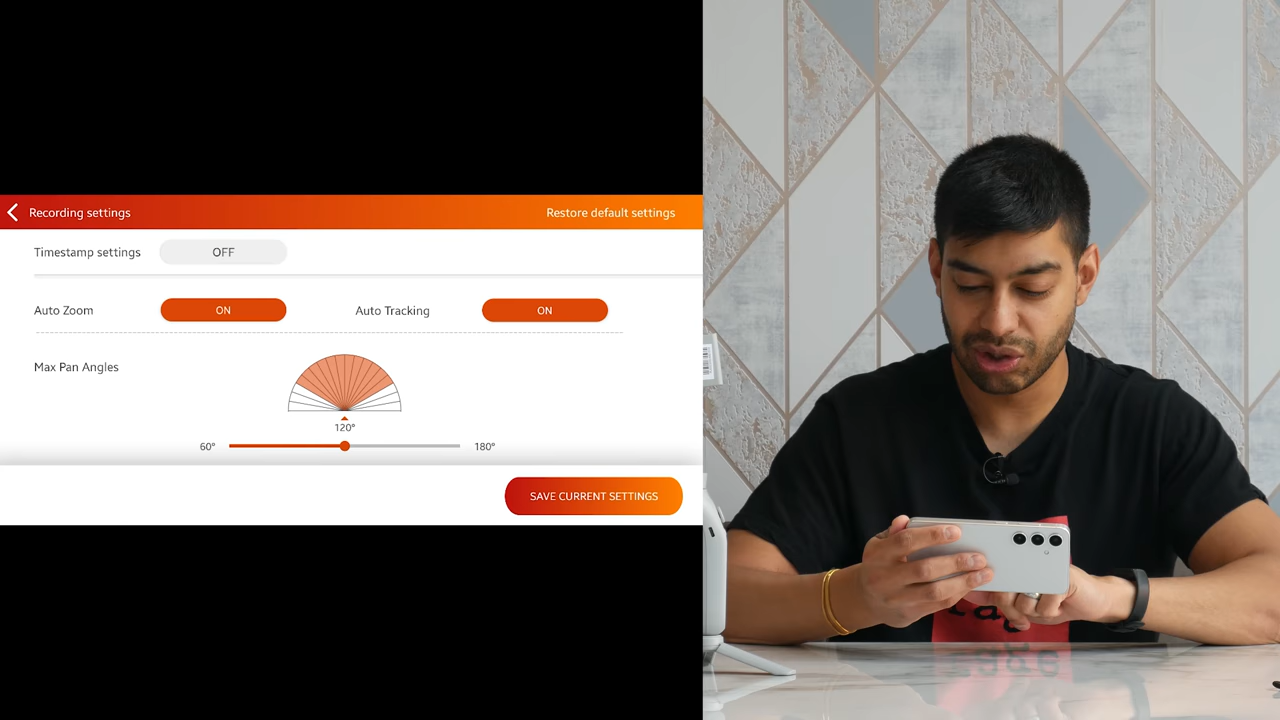 Recording settings
Restore default settings
Timestamp settings OFF
Auto Zoom ON Auto Tracking ON
Max Pan Angles
120°
60° 180°
SAVE CURRENT SETTINGS